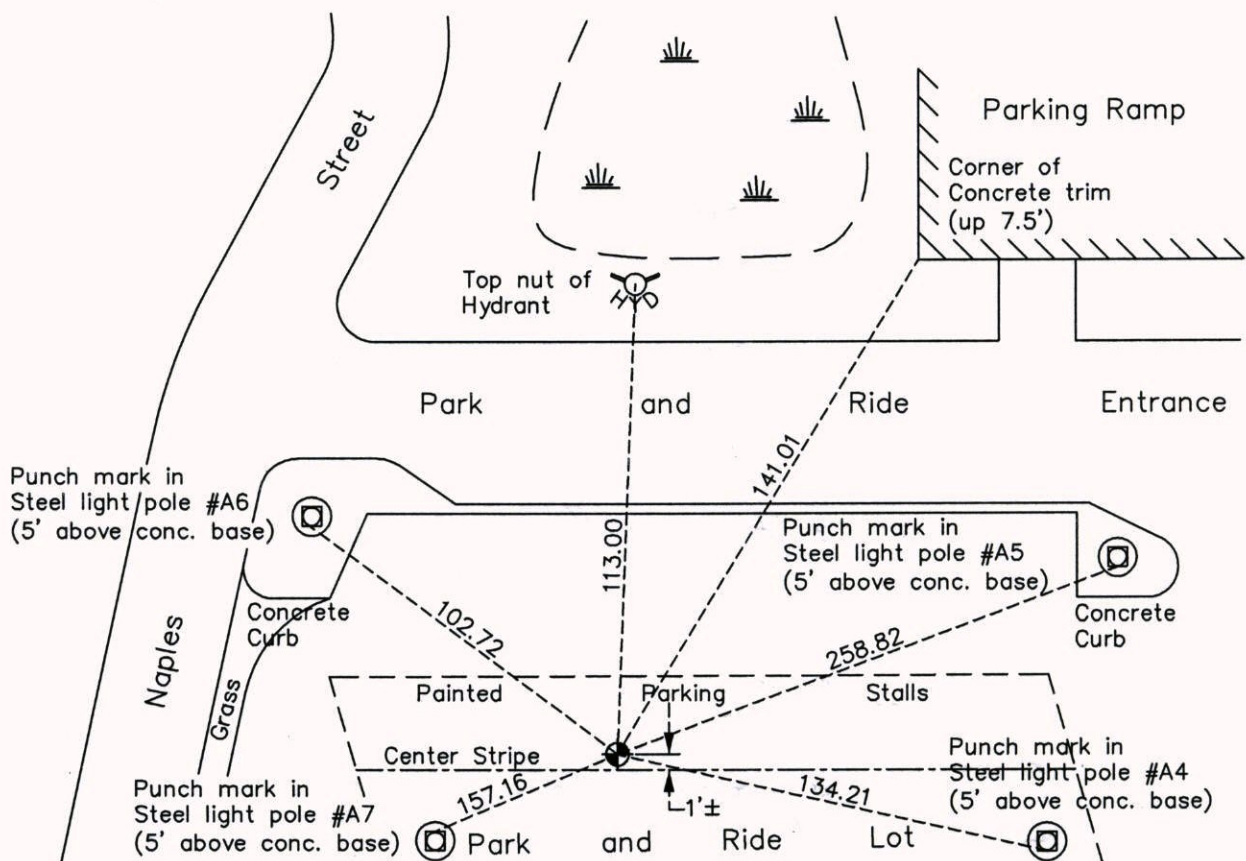 Street
Parking Ramp
Corner of
Concrete trim
(up 7.5')
Top nut of
Hydrant
HYD
Park and Ride Entrance
Punch mark in
Steel light pole #A6
(5' above conc. base)
113.00
141.01
Punch mark in
Steel light pole #A5
(5' above conc. base)
Concrete
Curb
102.72
258.82
Concrete
Curb
Naples
Grass
Painted Parking Stalls
Center Stripe
Punch mark in
Steel light pole #A4
(5' above conc. base)
Punch mark in
Steel light pole #A7
(5' above conc. base)
157.16
1'±
134.21
Park and Ride Lot